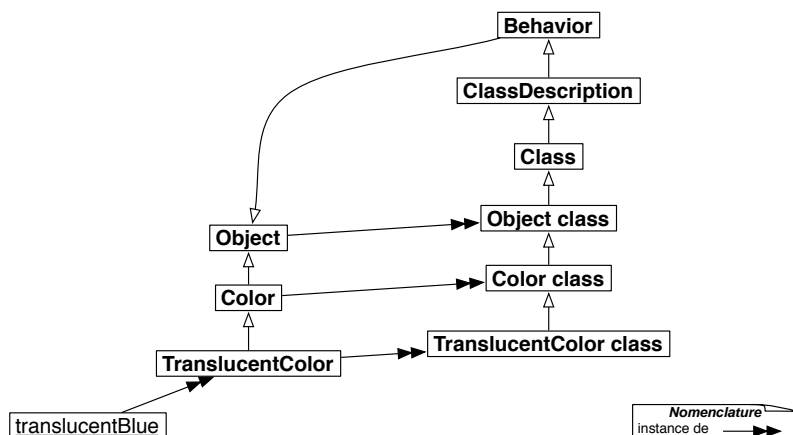 Behavior
ClassDescription
Class
Object class
Object
Color class
Color
TranslucentColor class
TranslucentColor
translucentBlue
Nomenclature
instance de